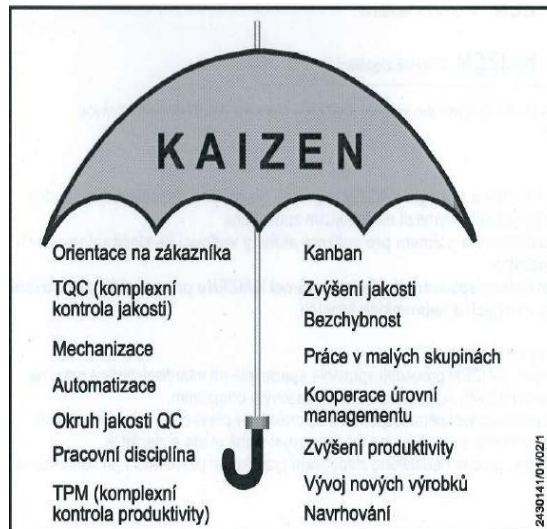 KAIZEN
Orientace na zákazníka
TQC (komplexní
kontrola jakosti)
Mechanizace
Automatizace
Okruh jakosti QC
Pracovní disciplína
TPM (komplexní
kontrola produktivity)
Kanban
Zvýšení jakosti
Bezchybnost
Práce v malých skupinách
Kooperace úrovní
managementu
Zvýšení produktivity
Vývoj nových výrobků
Navrhování
2430141/01/02/1